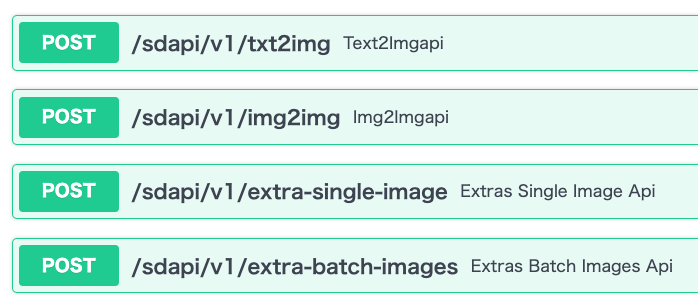 POST /sdapi/v1/txt2img Text2Imgapi
POST /sdapi/v1/img2img Img2Imgapi
POST /sdapi/v1/extra-single-image Extras Single Image Api
POST /sdapi/v1/extra-batch-images Extras Batch Images Api